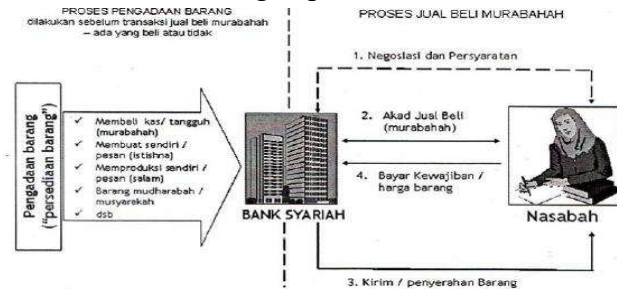 PROSES PENGADAAN BARANG
dilakukan sebelum transaksi jual beli murabahah
– ada yang beli atau tidak
PROSES JUAL BELI MURABAHAH
Pengadaan barang
("persediaan barang")
✓ Membeli kas/ tangguh
(murabahah)
✓ Membuat sendiri /
pesan (istishna)
✓ Memproduksi sendiri /
pesan (salam)
✓ Barang mudharabah /
musyarakah
✓ dsb
BANK SYARIAH
1. Negosiasi dan Persyaratan
2. Akad Jual Beli
(murabahah)
4. Bayar Kewajiban /
harga barang
Nasabah
3. Kirim / penyerahan Barang